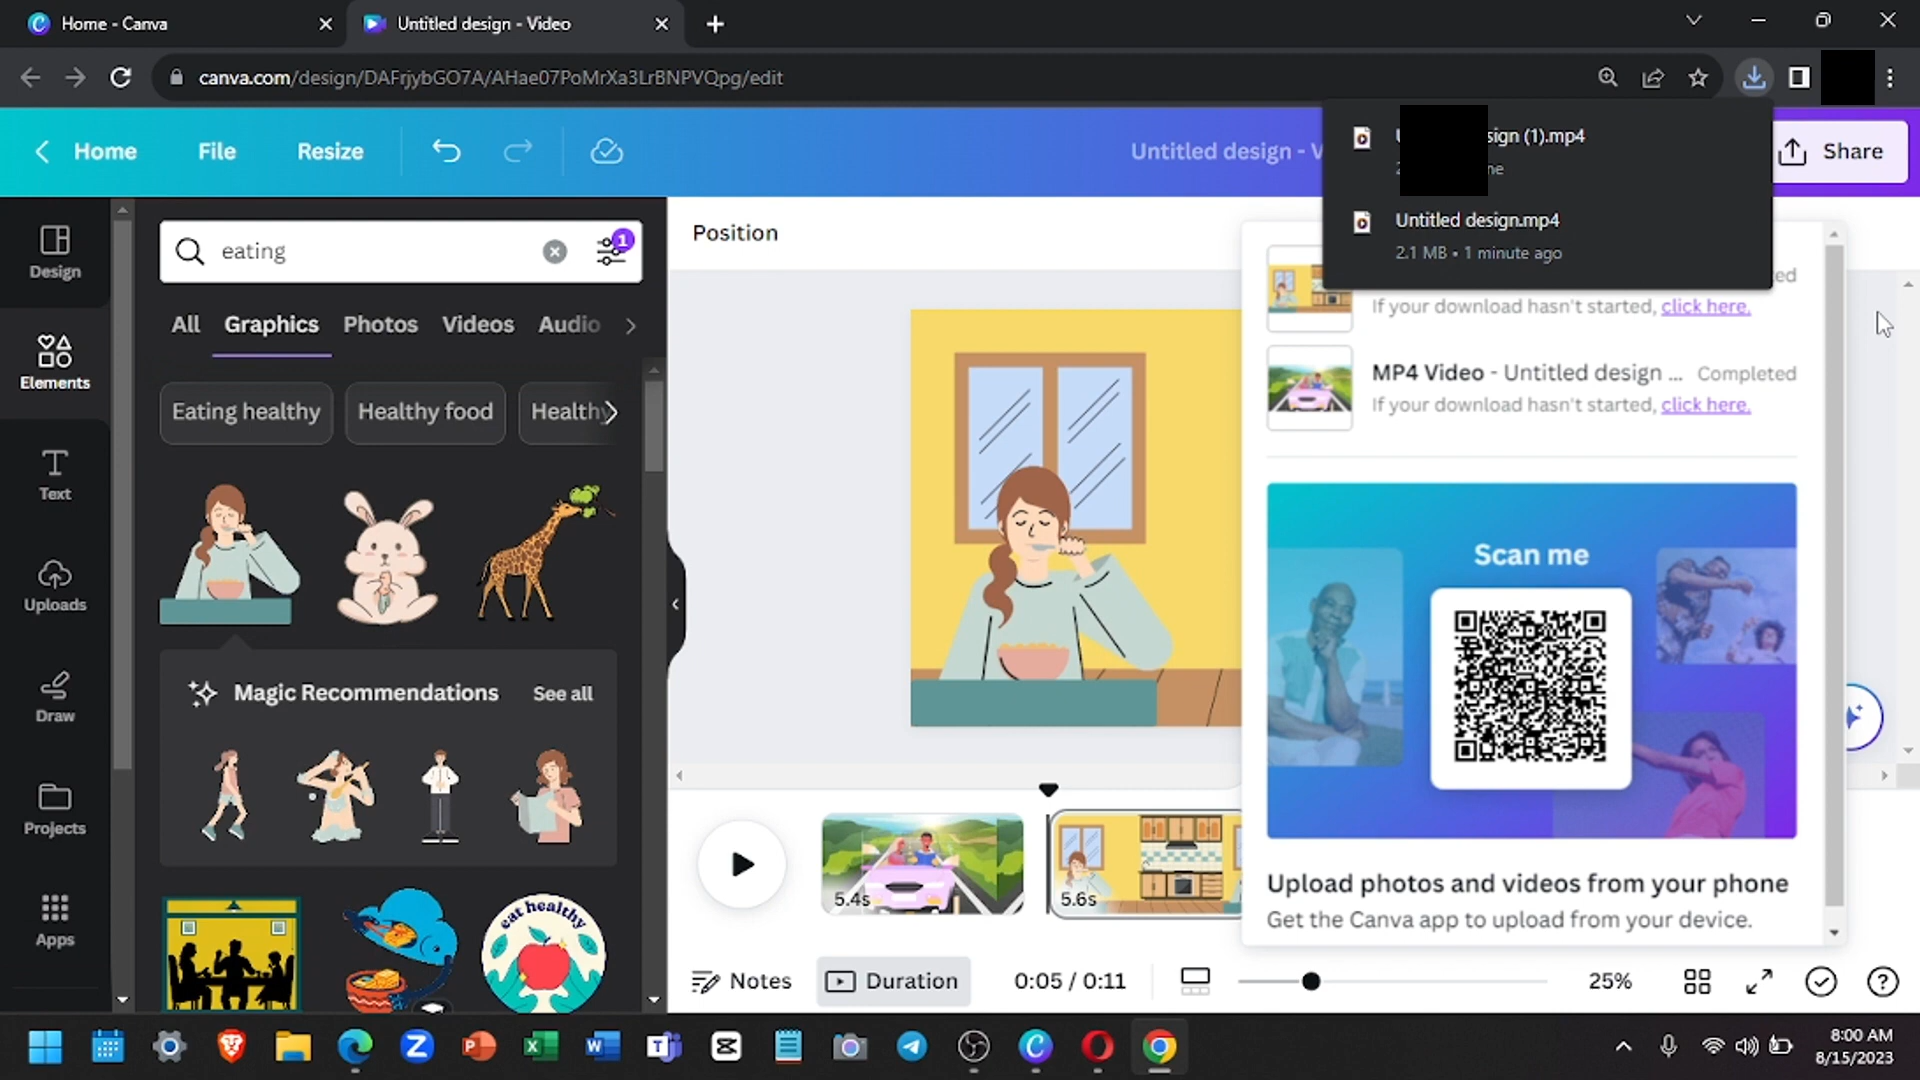 Home - Canva
Untitled design - Video
canva.com/design/DAFrjybGO7A/AHae07PoMrXa3LrBNPVQpg/edit
Home
File
Resize
Untitled design - V
Share
sign (1).mp4
Untitled design.mp4
2.1 MB • 1 minute ago
Design
Elements
Text
Uploads
Draw
Projects
Apps
eating
1
All
Graphics
Photos
Videos
Audio
Eating healthy
Healthy food
Healthy
Magic Recommendations
See all
eat healthy
Position
If your download hasn't started, click here.
MP4 Video - Untitled design ...
Completed
If your download hasn't started, click here.
Scan me
Upload photos and videos from your phone
Get the Canva app to upload from your device.
5.4s
5.6s
Notes
Duration
0:05 / 0:11
25%
8:00 AM
8/15/2023